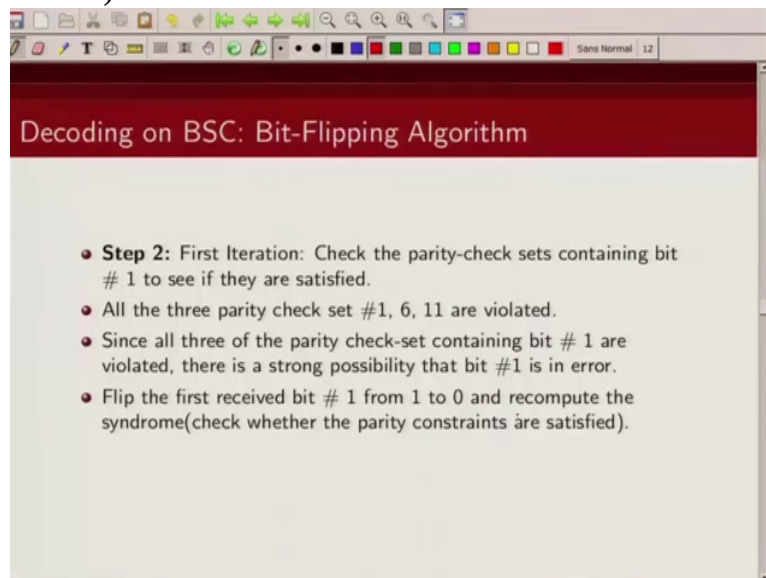 T
Sans Normal 12
Decoding on BSC: Bit-Flipping Algorithm
Step 2: First Iteration: Check the parity-check sets containing bit
# 1 to see if they are satisfied.
All the three parity check set #1, 6, 11 are violated.
Since all three of the parity check-set containing bit # 1 are
violated, there is a strong possibility that bit #1 is in error.
Flip the first received bit # 1 from 1 to 0 and recompute the
syndrome(check whether the parity constraints are satisfied).